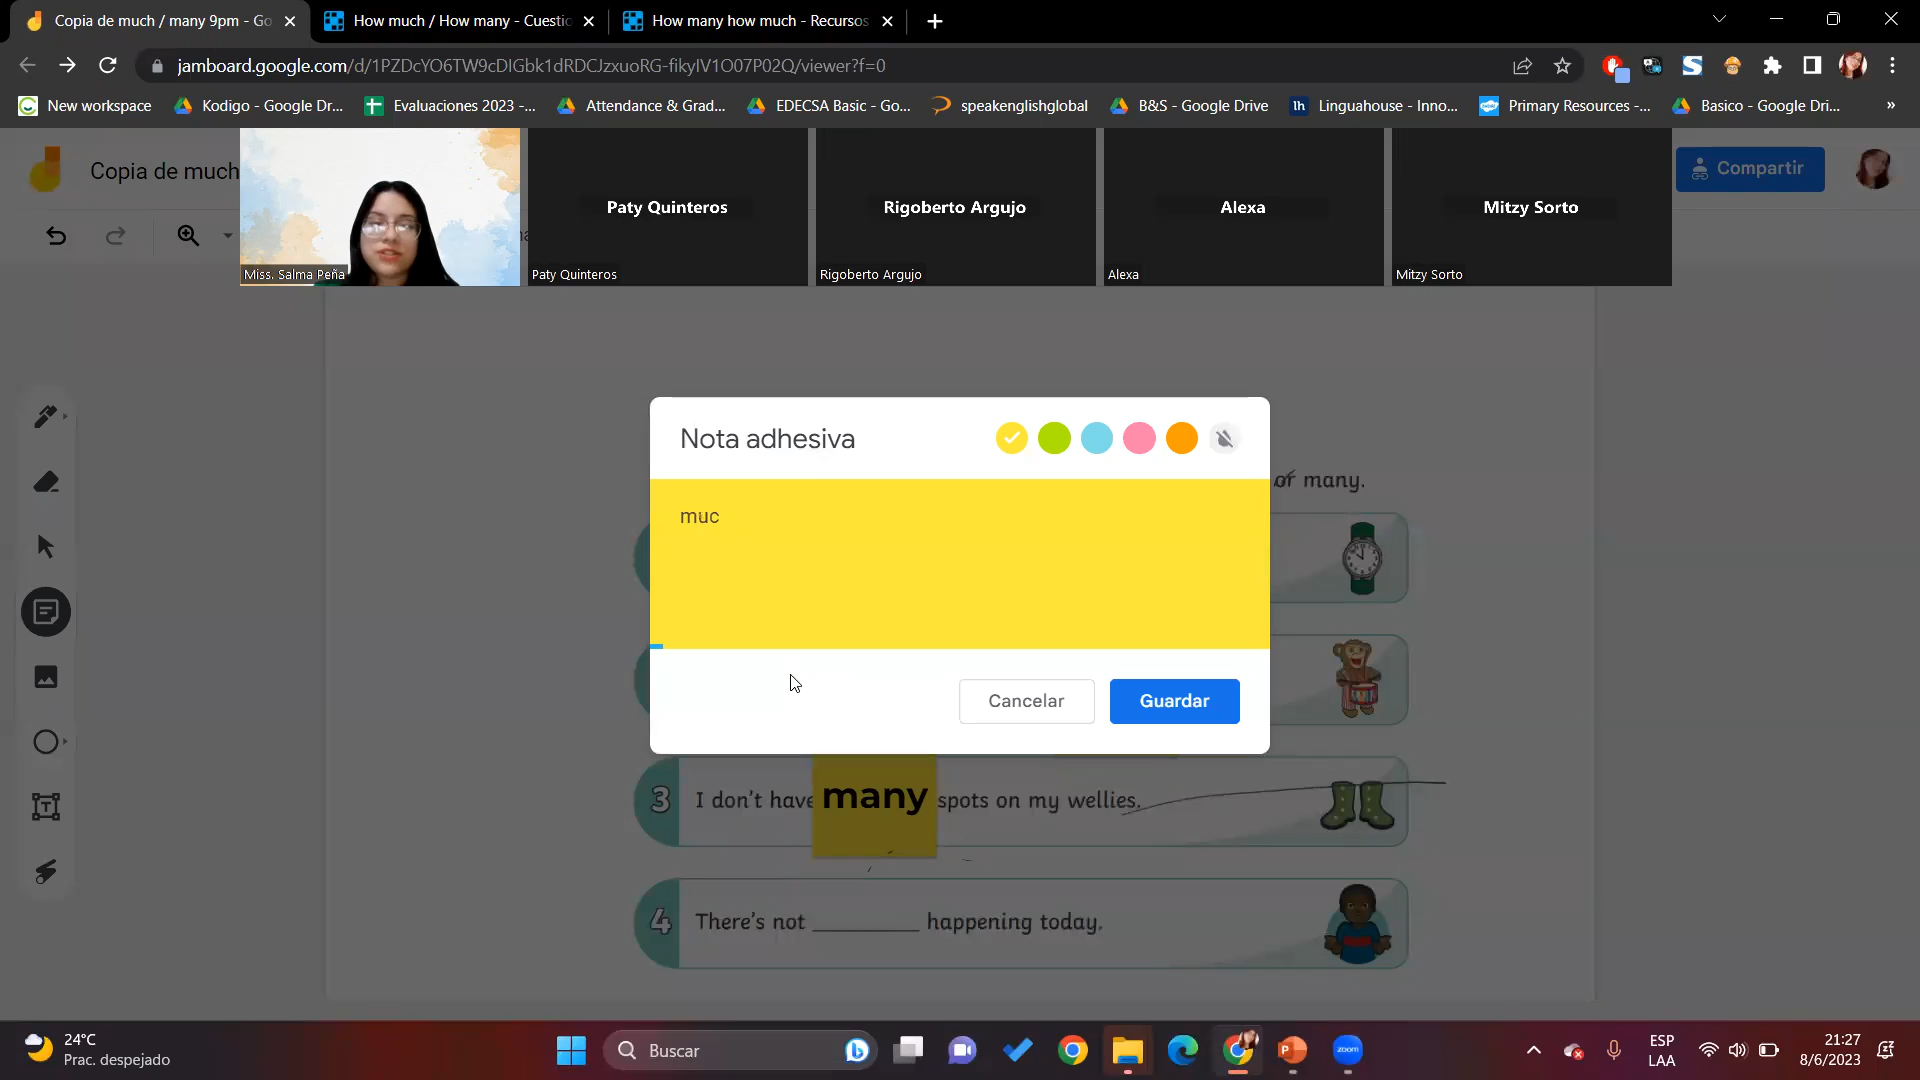 Copia de much / many 9pm - Go
How much / How many - Cuestio
How many how much - Recursos
jamboard.google.com/d/1PZDcYO6TW9cDIGbk1dRDCJzxuoRG-fikyIV1O07P02Q/viewer?f=0
New workspace
Kodigo - Google Dr...
Evaluaciones 2023 -...
Attendance & Grad...
EDECSA Basic - Go...
speakenglishglobal
B&S - Google Drive
Linguahouse - Inno...
Primary Resources -...
Basico - Google Dri...
Copia de much
Miss. Salma Peña
Paty Quinteros
Paty Quinteros
Rigoberto Argujo
Rigoberto Argujo
Alexa
Alexa
Mitzy Sorto
Mitzy Sorto
Compartir
Nota adhesiva
muc
Cancelar
Guardar
or many.
3 I don't have many spots on my wellies.
4 There's not ________ happening today.
24°C
Prac. despejado
Buscar
zoom
ESP
LAA
21:27
8/6/2023